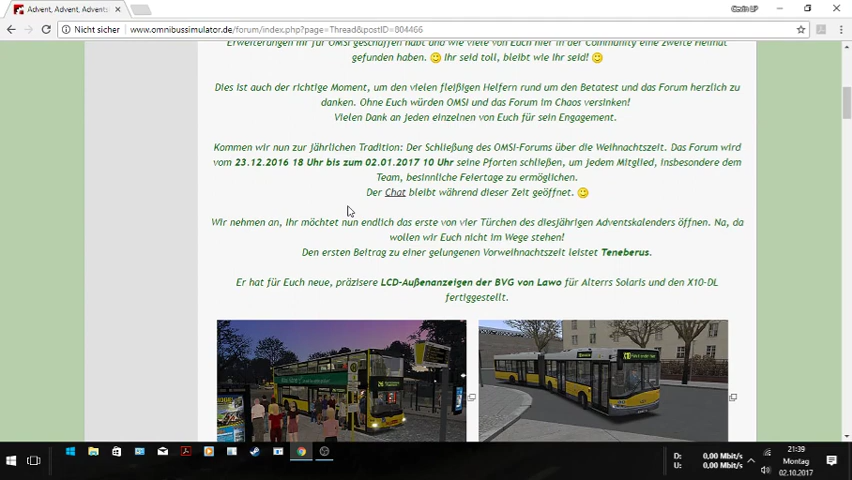 Advent, Advent, Advents
Cevin LP
Nicht sicher
www.omnibussimulator.de/forum/index.php?page=Thread&postID=804466
Erweiterungen ihr für OMSI geschaffen habt und wie viele von Euch hier in der Community eine zweite Heimat
gefunden haben. Ihr seid toll, bleibt wie ihr seid!
Dies ist auch der richtige Moment, um den vielen fleißigen Helfern rund um den Betatest und das Forum herzlich zu
danken. Ohne Euch würden OMSI und das Forum im Chaos versinken!
Vielen Dank an jeden einzelnen von Euch für sein Engagement.
Kommen wir nun zur jährlichen Tradition: Der Schließung des OMSI-Forums über die Weihnachtszeit. Das Forum wird
vom 23.12.2016 18 Uhr bis zum 02.01.2017 10 Uhr seine Pforten schließen, um jedem Mitglied, insbesondere dem
Team, besinnliche Feiertage zu ermöglichen.
Der Chat bleibt während dieser Zeit geöffnet.
Wir nehmen an, Ihr möchtet nun endlich das erste von vier Türchen des diesjährigen Adventskalenders öffnen. Na, da
wollen wir Euch nicht im Wege stehen!
Den ersten Beitrag zu einer gelungenen Vorweihnachtszeit leistet Teneberus.
Er hat für Euch neue, präzisere LCD-Außenanzeigen der BVG von Lawo für Alterrs Solaris und den X10-DL
fertiggestellt.
X10
D: 0,00 Mbit/s
U: 0,00 Mbit/s
21:39
Montag
02.10.2017